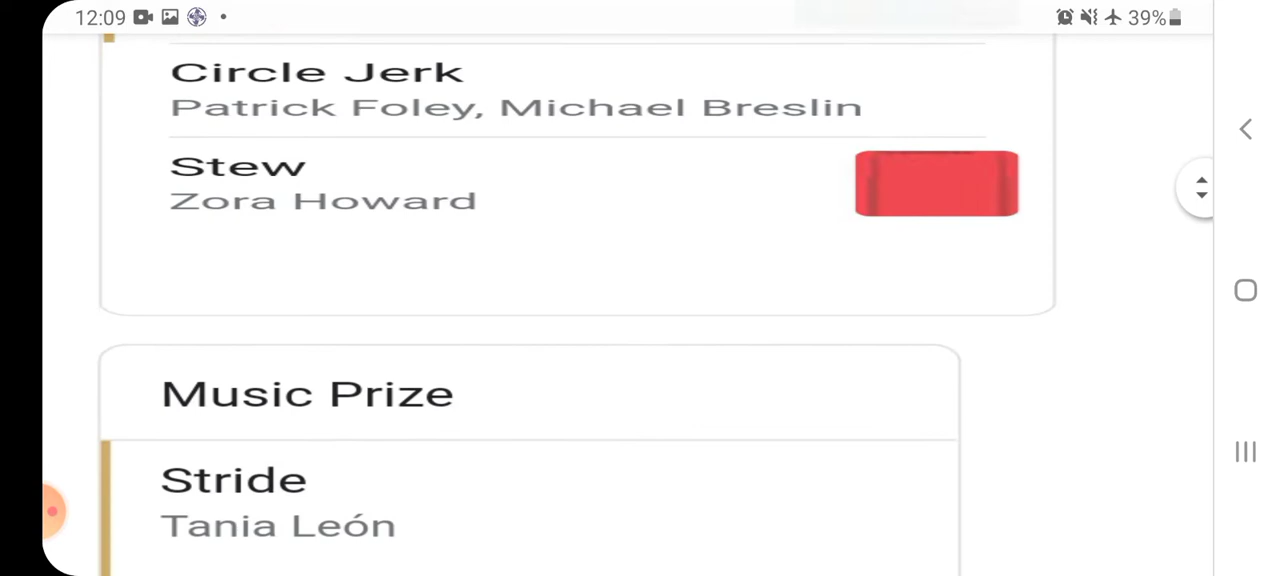 12:09
39%
Circle Jerk
Patrick Foley, Michael Breslin
Stew
Zora Howard
Music Prize
Stride
Tania León